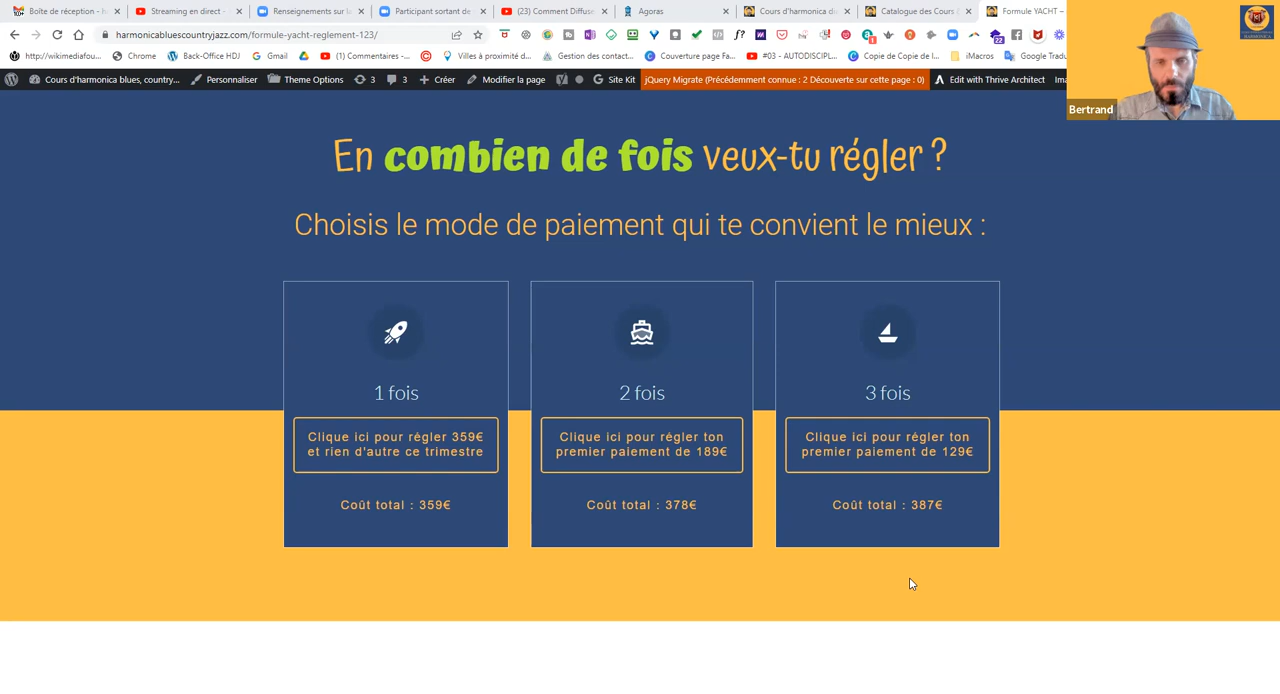 Boîte de réception -
Streaming en direct -
Renseignements sur
Participant sortant de
(23) Comment Diffuse
Agoras
Cours d'harmonica
Catalogue des Cours
Formule YACHT –
harmonicabluescountryjazz.com/formule-yacht-reglement-123/
http://wikimediafou...
Chrome
Back-Office HDJ
Gmail
(1) Commentaires -...
Villes à proximité d...
Gestion des contact...
Couverture page Fa...
#03 - AUTODISCIPL...
Copie de Copie de l...
iMacros
Google Tradu
Cours d'harmonica blues, country...
Personnaliser
Theme Options
3
3
Créer
Modifier la page
Site Kit
jQuery Migrate (Précédemment connue : 2 Découverte sur cette page : 0)
Edit with Thrive Architect
Bertrand
En combien de fois veux-tu régler ?
Choisis le mode de paiement qui te convient le mieux :
1 fois
Clique ici pour régler 359€
et rien d'autre ce trimestre
Coût total : 359€
2 fois
Clique ici pour régler ton
premier paiement de 189€
Coût total : 378€
3 fois
Clique ici pour régler ton
premier paiement de 129€
Coût total : 387€